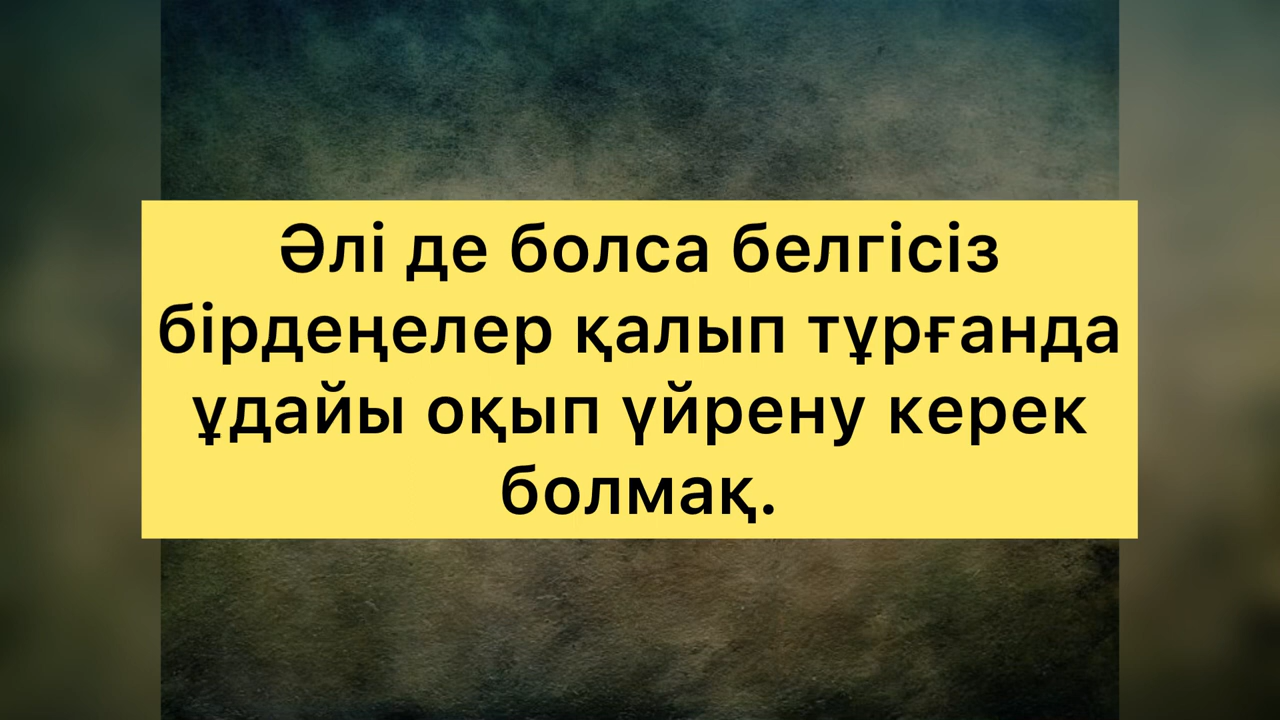 Әлі де болса белгісіз
бірдеңелер қалып тұрғанда
ұдайы оқып үйрену керек
болмақ.